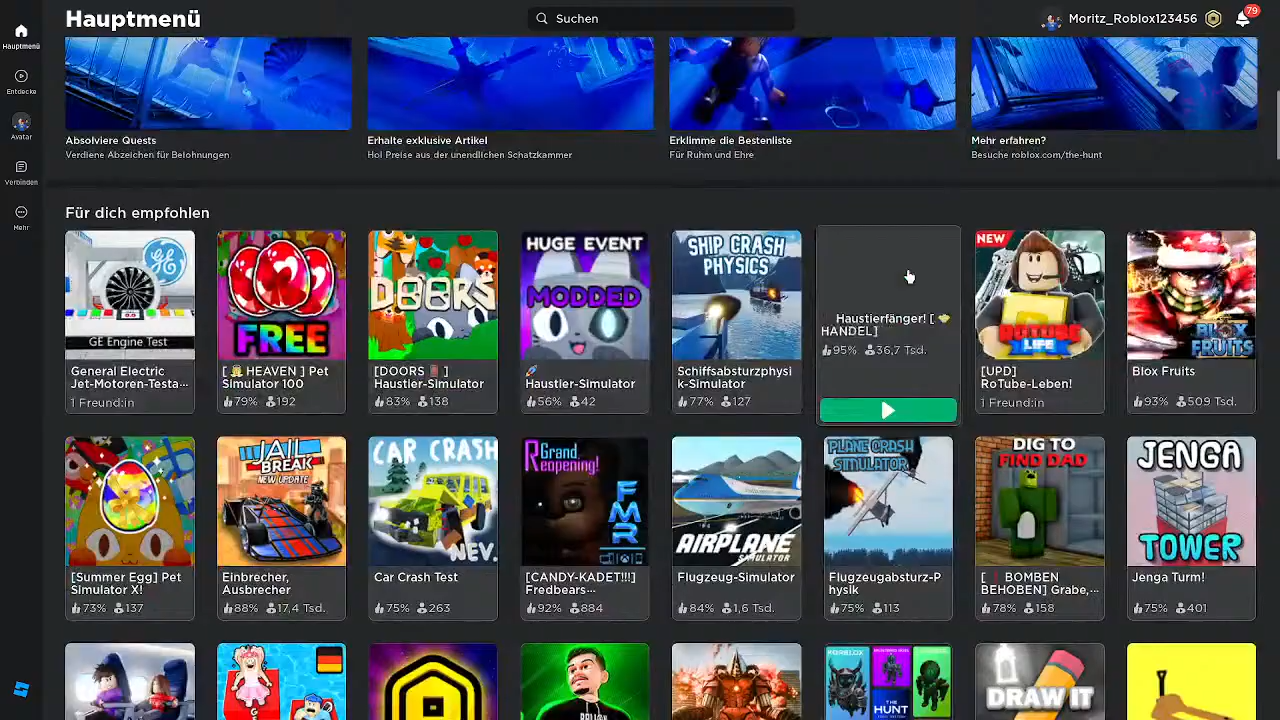 Hauptmenü
Suchen
Moritz_Roblox123456
79
Hauptmenü
Entdecke
Avatar
Verbinden
Mehr
Absolviere Quests
Verdiene Abzeichen für Belohnungen
Erhalte exklusive Artikel
Hol Preise aus der unendlichen Schatzkammer
Erklimme die Bestenliste
Für Ruhm und Ehre
Mehr erfahren?
Besuche roblox.com/the-hunt
Für dich empfohlen
GE Engine Test
FREE
DOORS
HUGE EVENT
MODDED
SHIP CRASH
PHYSICS
NEW
ROTUBE
LIFE
BLOX
FRUITS
General Electric
Jet-Motoren-Testa...
1 Freund:in
[ HEAVEN ] Pet
Simulator 100
79% 192
[DOORS ]
Haustier-Simulator
83% 138
Haustier-Simulator
56% 42
Schiffsabsturzphysi
k-Simulator
77% 127
Haustierfänger! [
HANDEL]
95% 36,7 Tsd.
[UPD]
RoTube-Leben!
1 Freund:in
Blox Fruits
93% 509 Tsd.
JAIL
BREAK
NEW UPDATE
CAR CRASH
NEV.
Grand
Reopening!
FMR
AIRPLANE
SIMULATOR
PLANE CRASH
SIMULATOR
DIG TO
FIND DAD
JENGA
TOWER
[Summer Egg] Pet
Simulator X!
73% 137
Einbrecher,
Ausbrecher
88% 17,4 Tsd.
Car Crash Test
75% 263
[CANDY-KADET!!!]
Fredbears...
92% 884
Flugzeug-Simulator
84% 1,6 Tsd.
Flugzeugabsturz-P
hysik
75% 113
[ BOMBEN
BEHOBEN] Grabe,...
78% 158
Jenga Turm!
75% 401
KORBLOX
THE
HUNT
DRAW IT